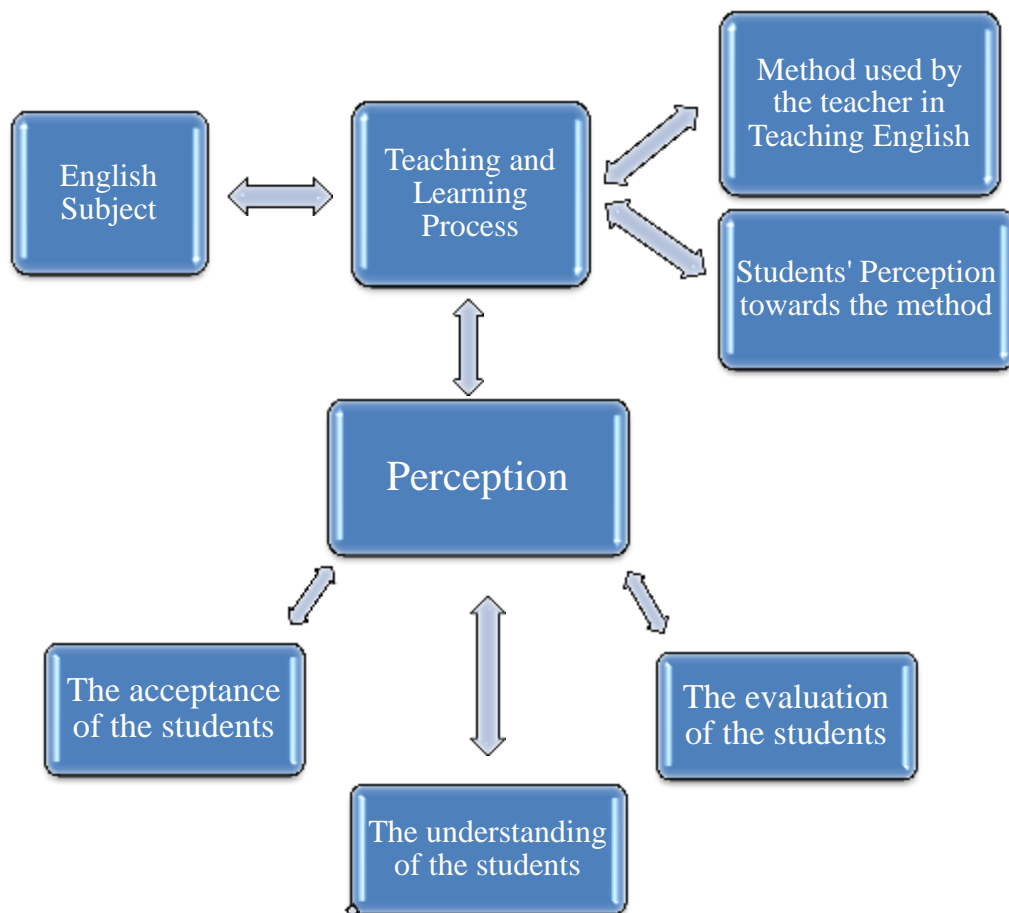 English
Subject
Teaching and
Learning
Process
Method used by
the teacher in
Teaching English
Students' Perception
towards the method
Perception
The acceptance
of the students
The understanding
of the students
The evaluation
of the students